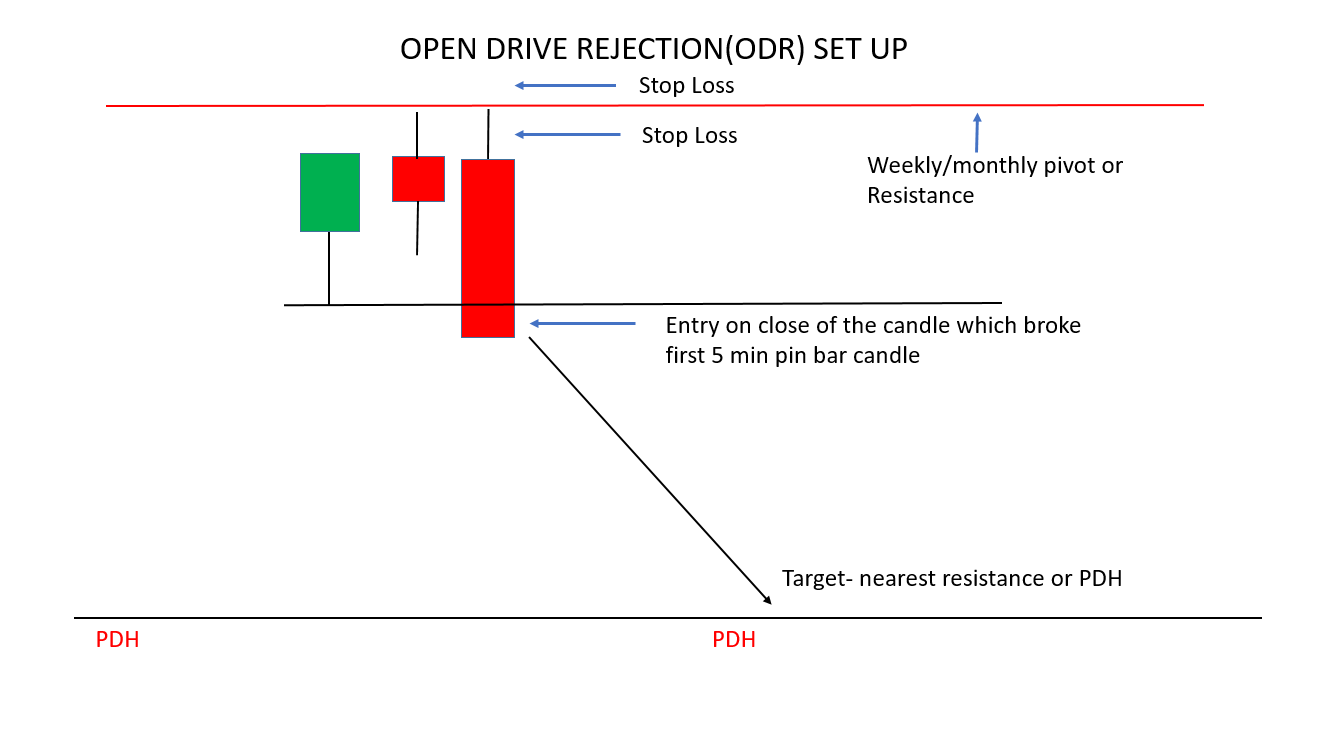 OPEN DRIVE REJECTION(ODR) SET UP
Stop Loss
Stop Loss
Weekly/monthly pivot or
Resistance
Entry on close of the candle which broke
first 5 min pin bar candle
Target- nearest resistance or PDH
PDH
PDH